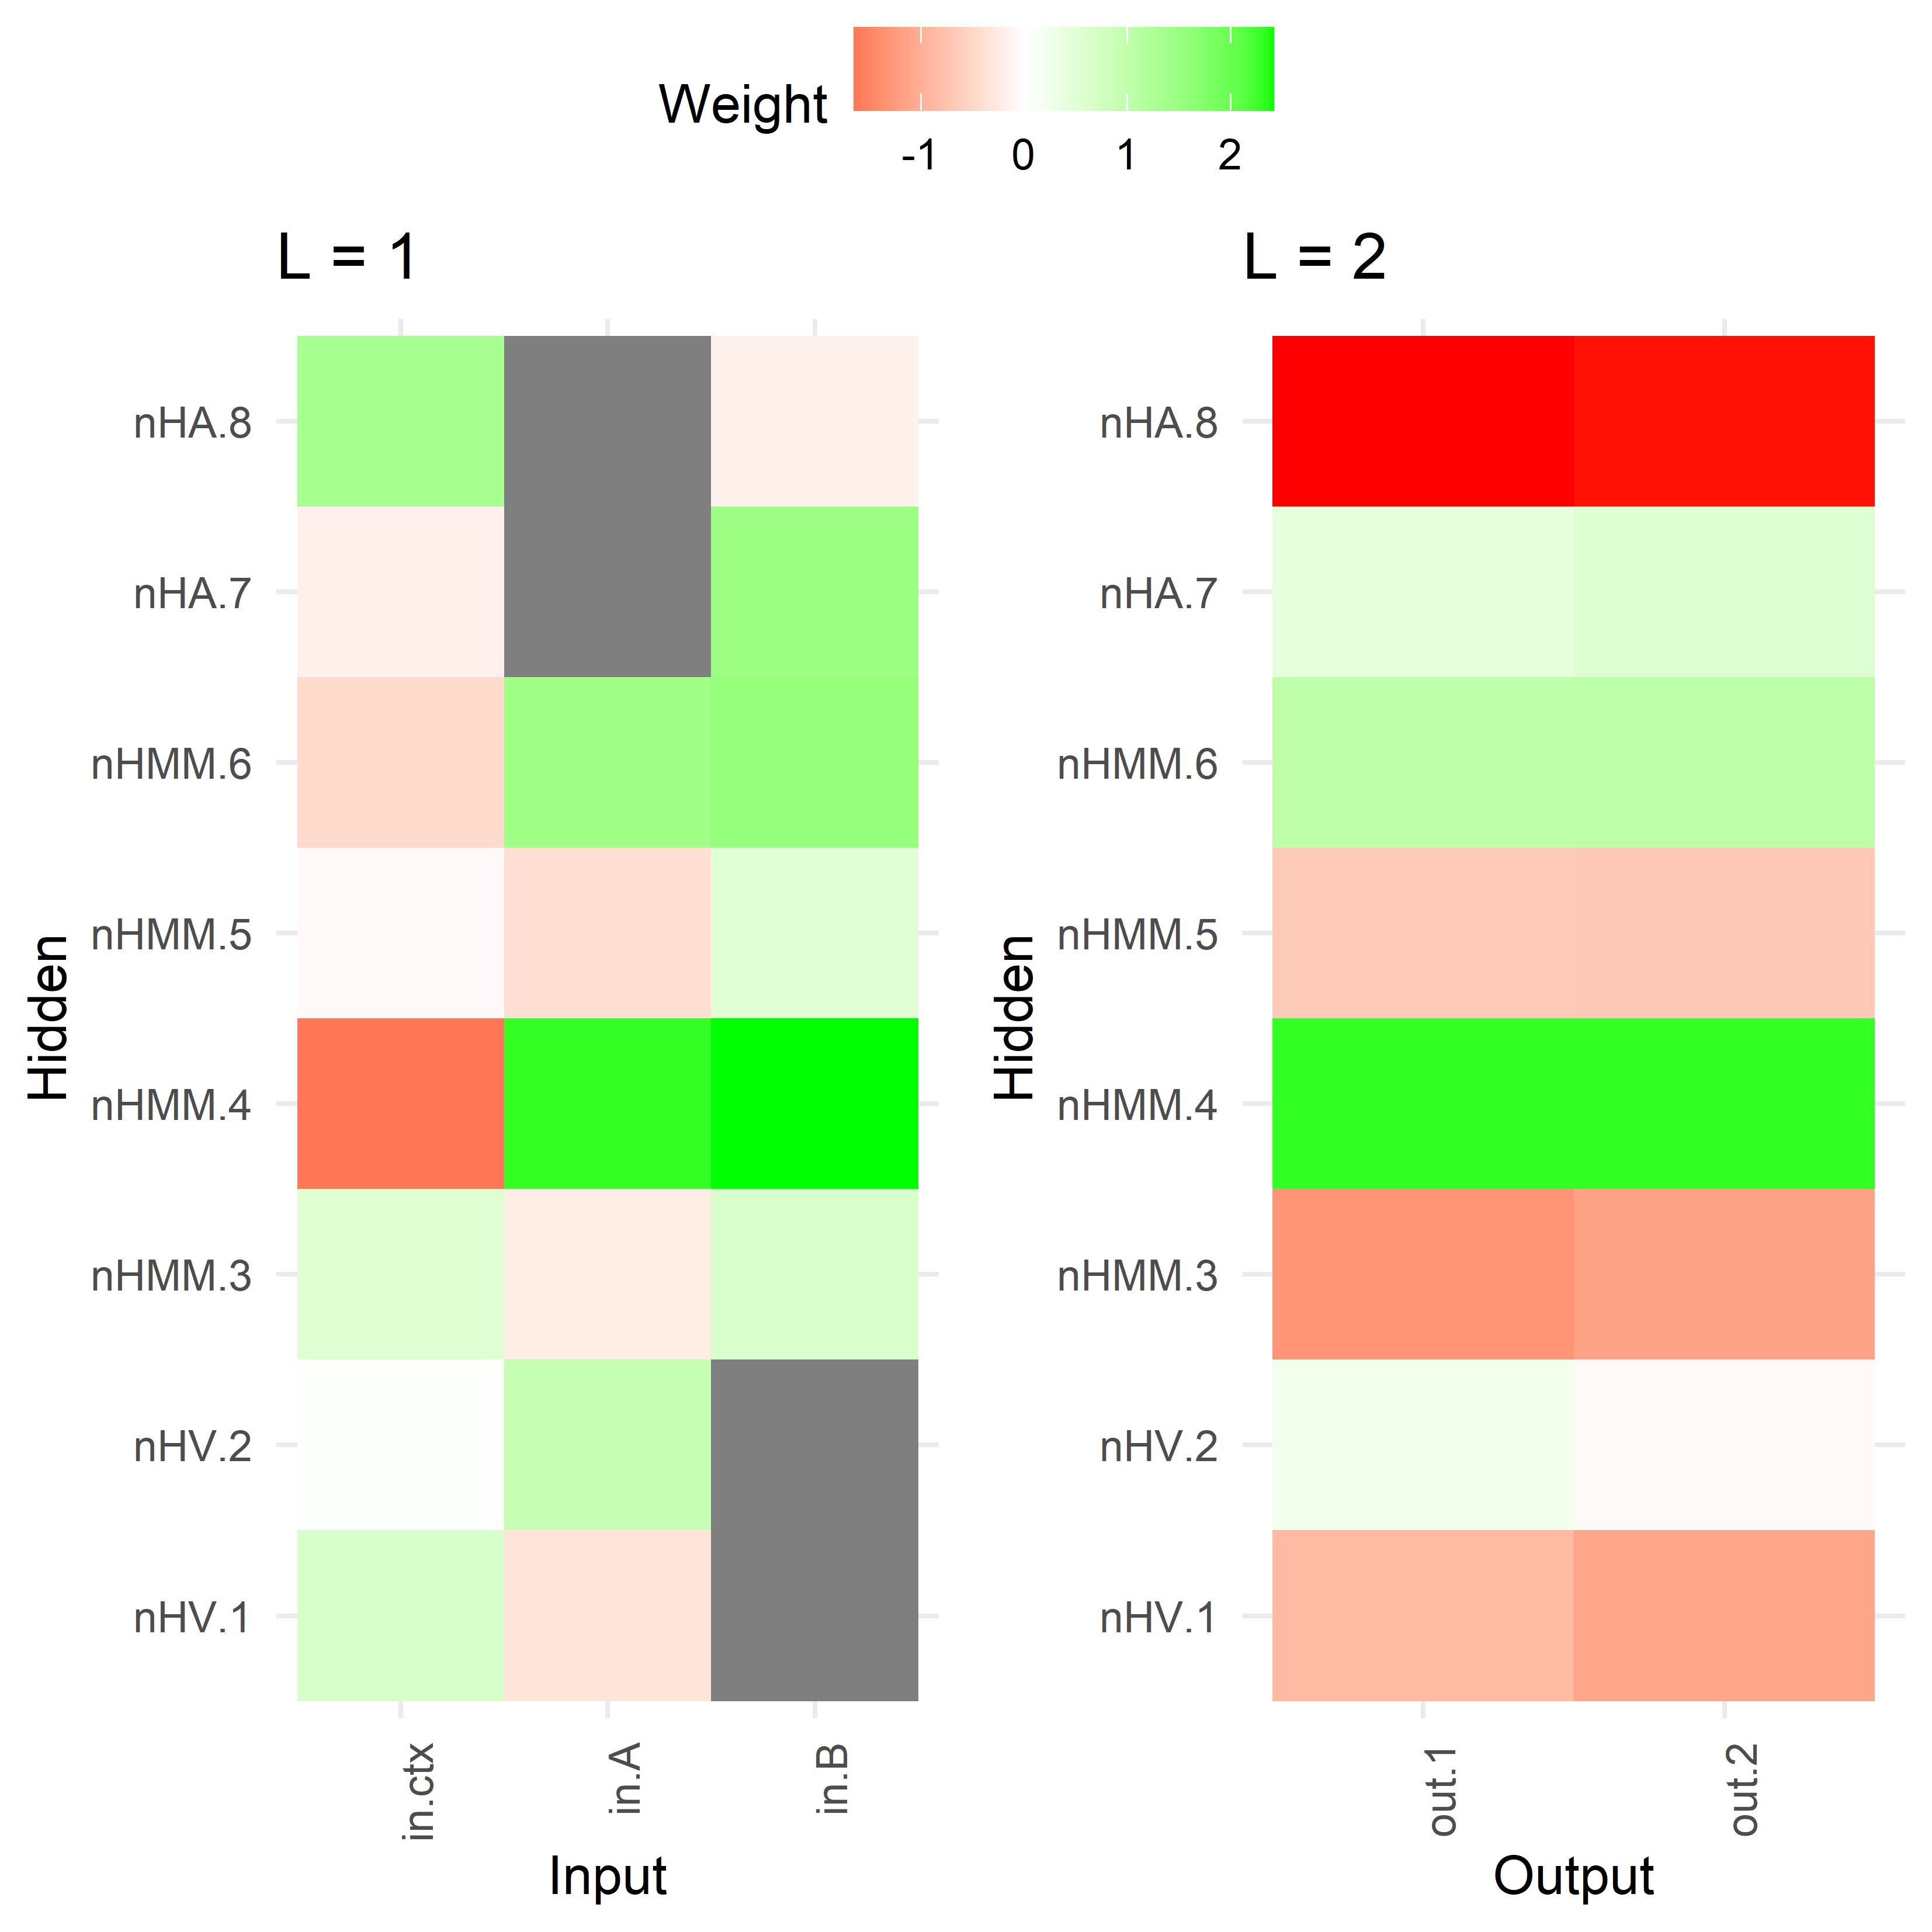 Weight
-1 0 1 2
L = 1
nHA.8
nHA.7
nHMM.6
nHMM.5
nHMM.4
nHMM.3
nHV.2
nHV.1
Hidden
in.ctx
in.A
in.B
Input
L = 2
nHA.8
nHA.7
nHMM.6
nHMM.5
nHMM.4
nHMM.3
nHV.2
nHV.1
Hidden
out.1
out.2
Output